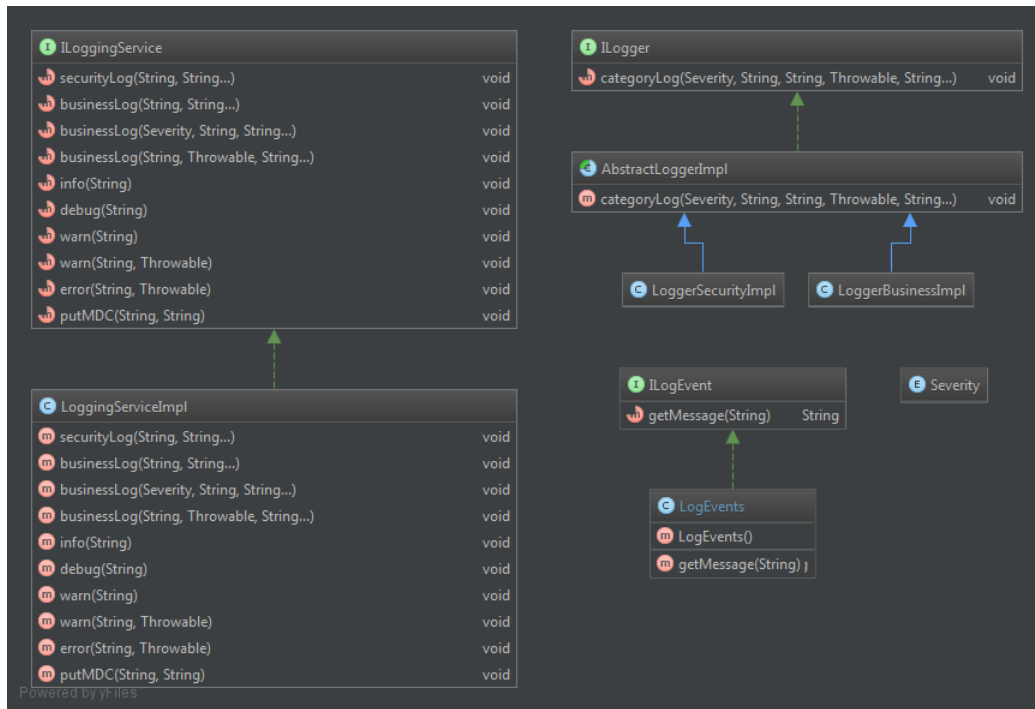 ILoggingService
securityLog(String, String...) void
businessLog(String, String...) void
businessLog(Severity, String, String...) void
businessLog(String, Throwable, String...) void
info(String) void
debug(String) void
warn(String) void
warn(String, Throwable) void
error(String, Throwable) void
putMDC(String, String) void
LoggingServiceImpl
securityLog(String, String...) void
businessLog(String, String...) void
businessLog(Severity, String, String...) void
businessLog(String, Throwable, String...) void
info(String) void
debug(String) void
warn(String) void
warn(String, Throwable) void
error(String, Throwable) void
putMDC(String, String) void
ILogger
categoryLog(Severity, String, String, Throwable, String...) void
AbstractLoggerImpl
categoryLog(Severity, String, String, Throwable, String...) void
LoggerSecurityImpl
LoggerBusinessImpl
ILogEvent
getMessage(String) String
Severity
LogEvents
LogEvents()
getMessage(String)
Powered by yFiles